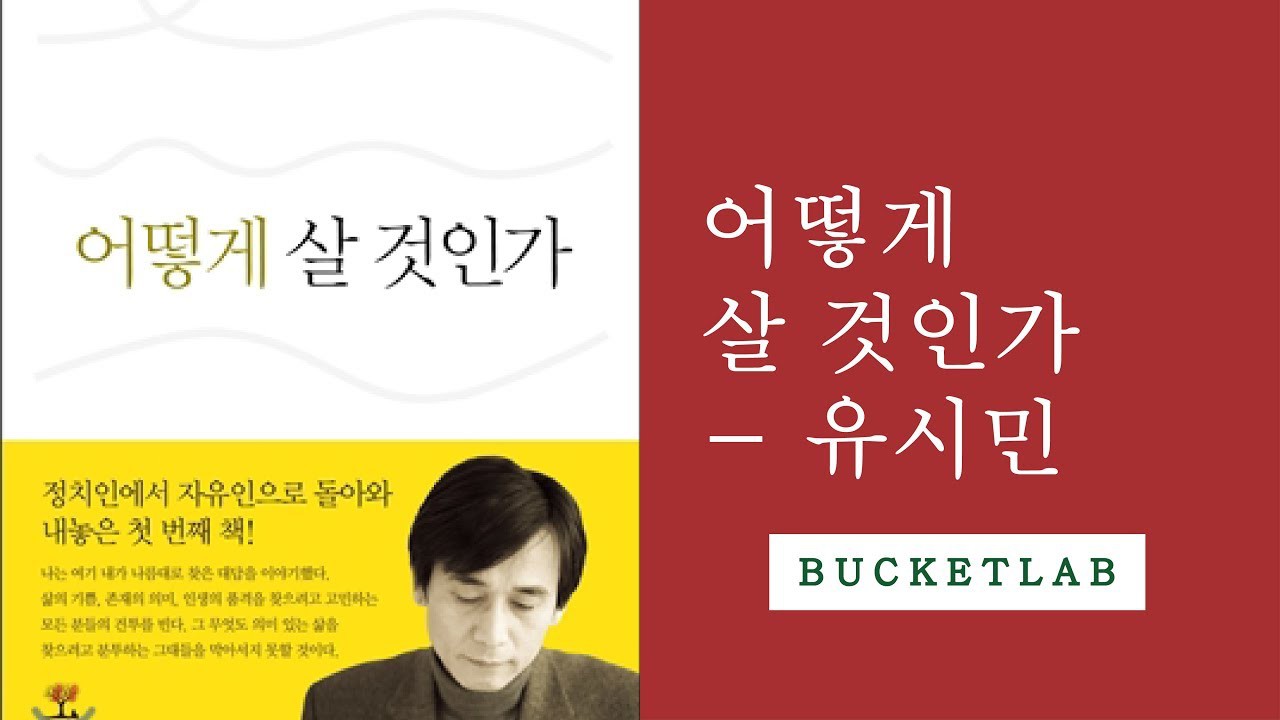 어떻게 살 것인가
정치인에서 자유인으로 돌아와
내놓은 첫 번째 책!
나는 여기 내가 나름대로 찾은 대답을 이야기했다.
삶의 기쁨, 존재의 의미, 인생의 품격을 찾으려고 고민하는
모든 분들의 건투를 빈다. 그 무엇도 의미 있는 삶을
찾으려고 분투하는 그대들을 막아서지 못할 것이다.
어떻게
살 것인가
– 유시민
BUCKETLAB